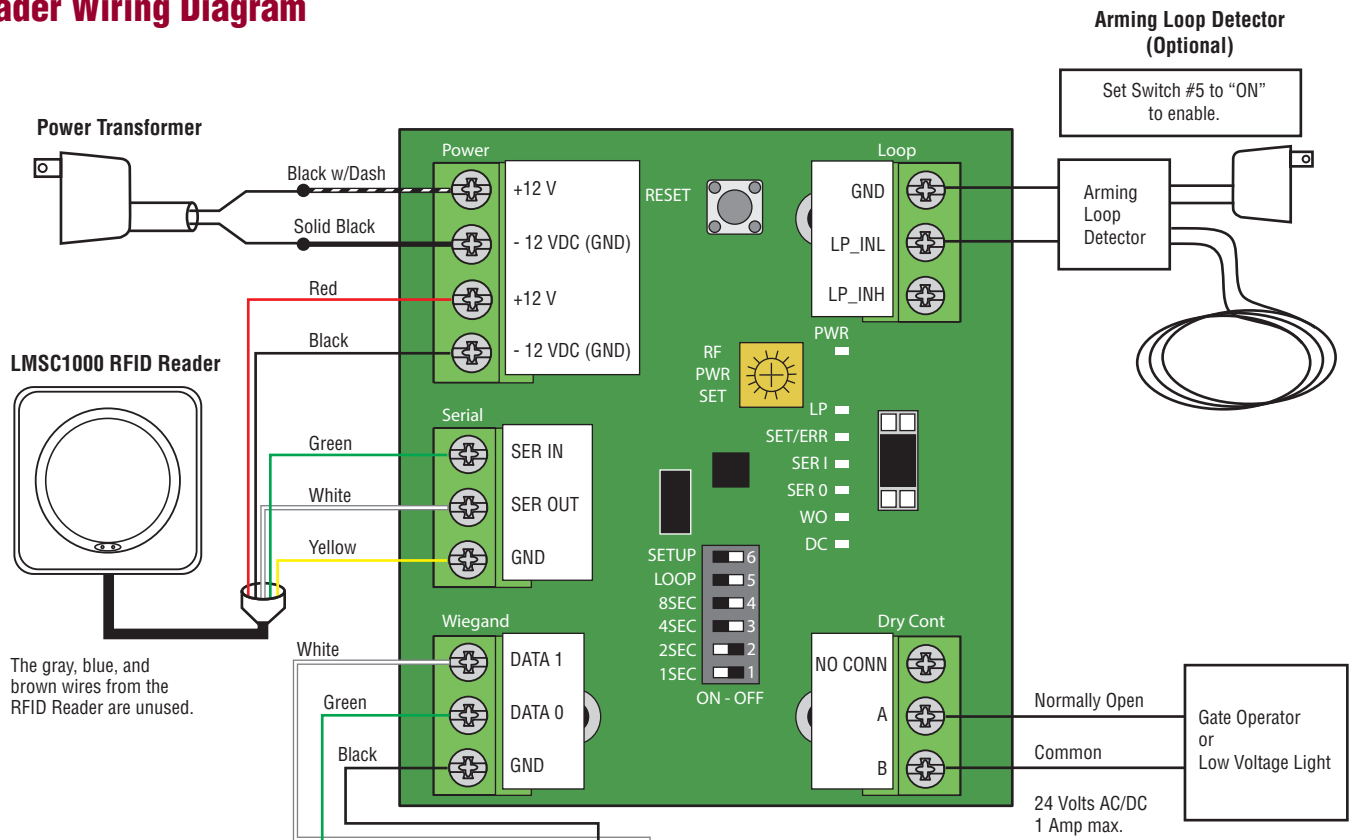 ader Wiring Diagram
Arming Loop Detector
(Optional)
Set Switch #5 to “ON”
to enable.
Power Transformer
Black w/Dash
Solid Black
Red
Black
Power
+12 V
- 12 VDC (GND)
+12 V
- 12 VDC (GND)
RESET
Loop
GND
LP_INL
LP_INH
Arming
Loop
Detector
PWR
RF
PWR
SET
LP
SET/ERR
SER I
SER 0
WO
DC
LMSC1000 RFID Reader
Green
White
Yellow
Serial
SER IN
SER OUT
GND
The gray, blue, and
brown wires from the
RFID Reader are unused.
SETUP 6
LOOP 5
8SEC 4
4SEC 3
2SEC 2
1SEC 1
ON - OFF
White
Green
Black
Wiegand
DATA 1
DATA 0
GND
Dry Cont
NO CONN
A
B
Normally Open
Common
24 Volts AC/DC
1 Amp max.
Gate Operator
or
Low Voltage Light